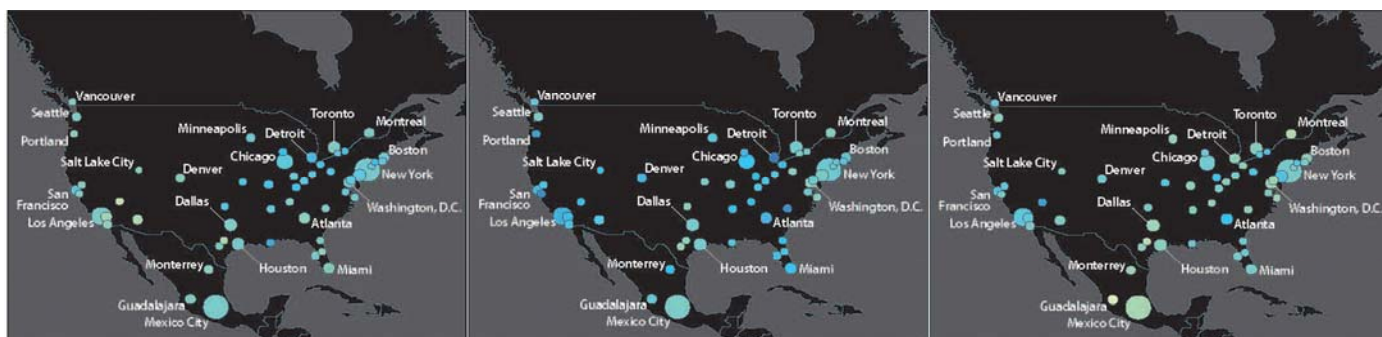 Vancouver
Seattle
Portland
Minneapolis
Detroit
Toronto
Montreal
Boston
Chicago
Salt Lake City
Denver
New York
San
Francisco
Los Angeles
Dallas
Washington, D.C.
Atlanta
Monterrey
Houston
Miami
Guadalajara
Mexico City
Vancouver
Seattle
Portland
Minneapolis
Detroit
Toronto
Montreal
Boston
Chicago
Salt Lake City
Denver
New York
San
Francisco
Los Angeles
Dallas
Washington, D.C.
Atlanta
Monterrey
Houston
Miami
Guadalajara
Mexico City
Vancouver
Seattle
Portland
Minneapolis
Detroit
Toronto
Montreal
Boston
Chicago
Salt Lake City
Denver
New York
San
Francisco
Los Angeles
Dallas
Washington, D.C.
Atlanta
Monterrey
Houston
Miami
Guadalajara
Mexico City